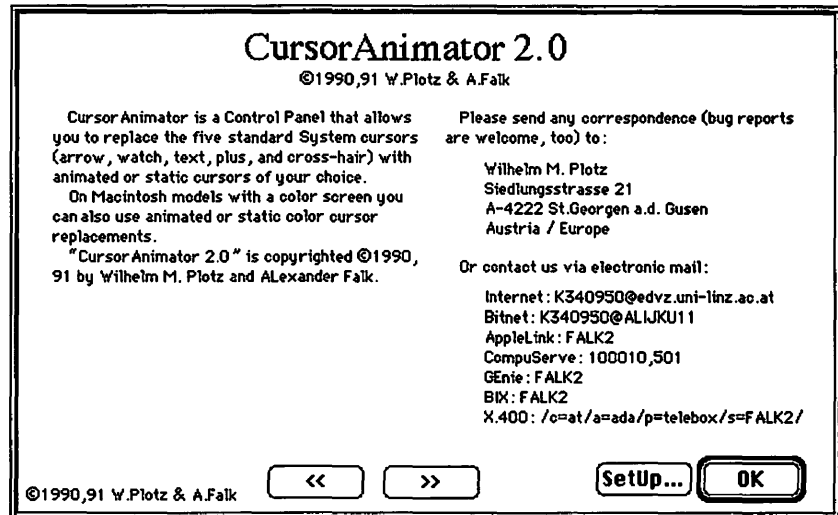 CursorAnimator 2.0
©1990,91 W.Plotz & A.Falk
CursorAnimator is a Control Panel that allows
you to replace the five standard System cursors
(arrow, watch, text, plus, and cross-hair) with
animated or static cursors of your choice.
On Macintosh models with a color screen you
can also use animated or static color cursor
replacements.
"CursorAnimator 2.0" is copyrighted ©1990,
91 by Wilhelm M. Plotz and ALexander Falk.
Please send any correspondence (bug reports
are welcome, too) to:
Wilhelm M. Plotz
Siedlungsstrasse 21
A-4222 St.Georgen a.d. Gusen
Austria / Europe
Or contact us via electronic mail:
Internet: K340950@edvz.uni-linz.ac.at
Bitnet: K340950@ALIJKU11
AppleLink: FALK2
CompuServe: 100010,501
GEnie: FALK2
BIX: FALK2
X.400: /c=at/a=ada/p=telebox/s=FALK2/
©1990,91 W.Plotz & A.Falk
<<
>>
SetUp...
OK